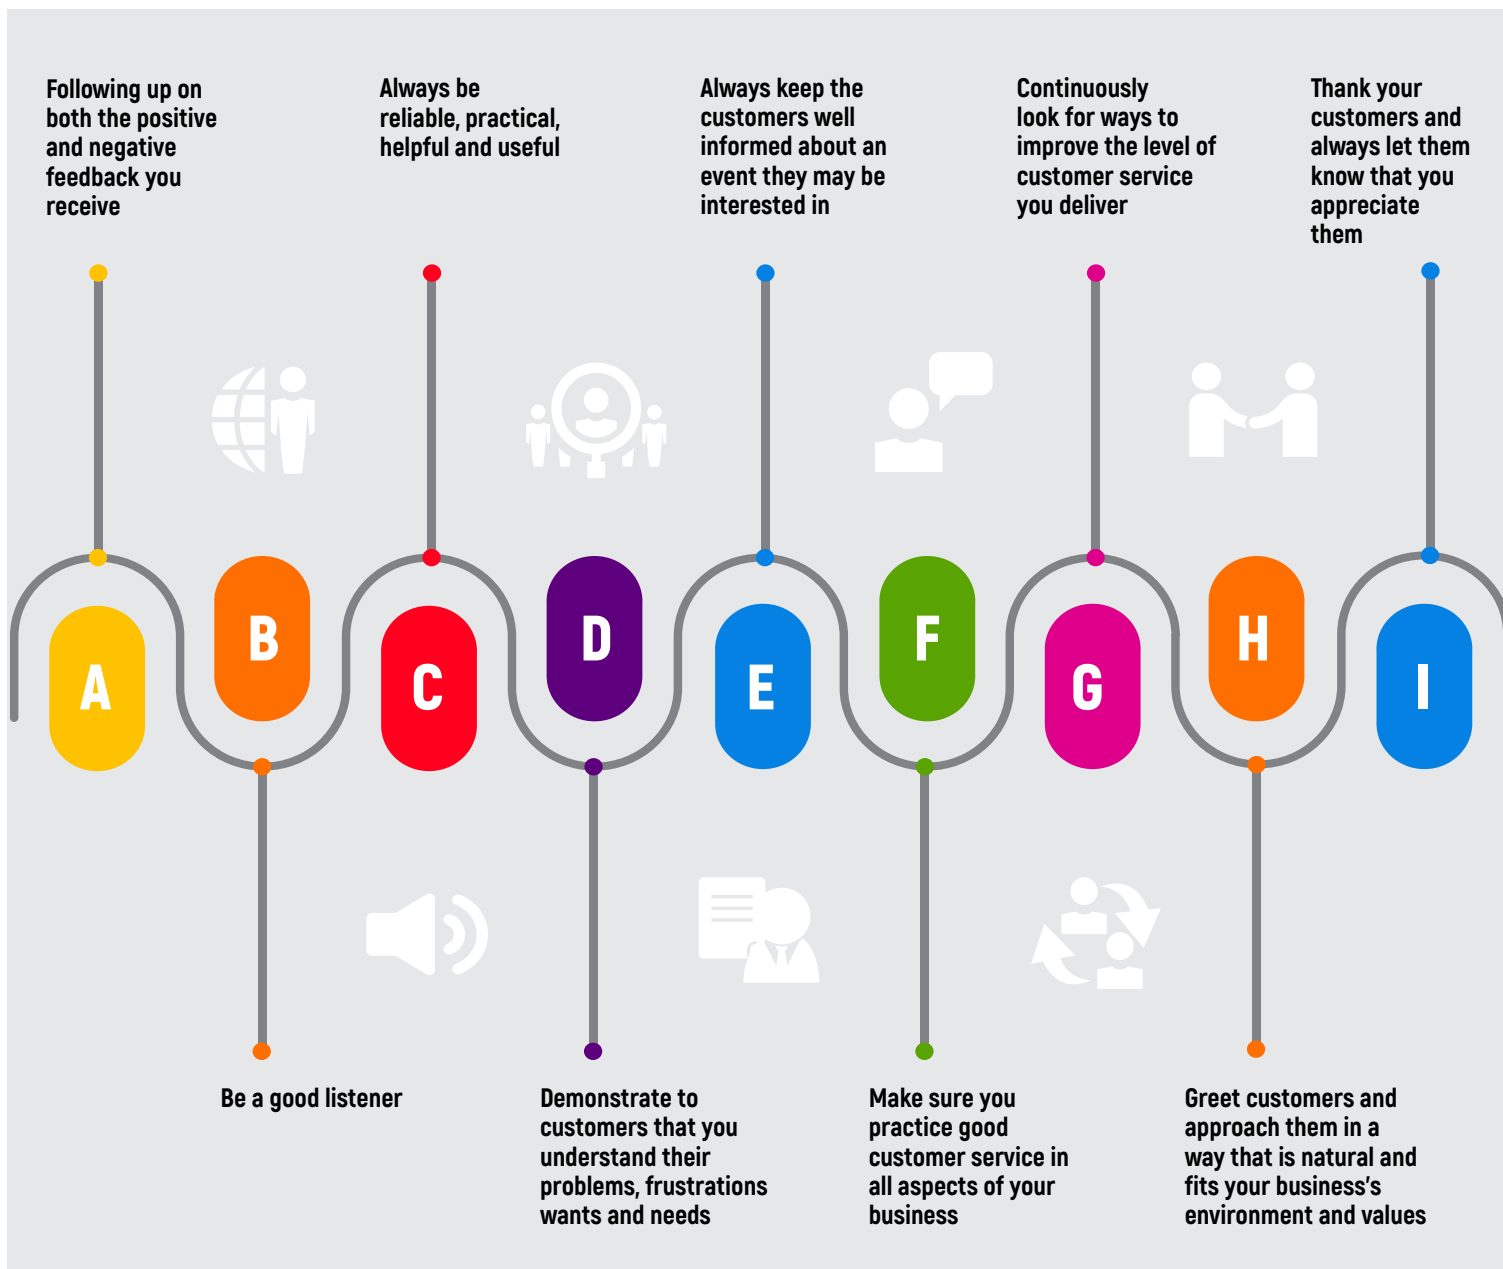 Following up on
both the positive
and negative
feedback you
receive
Always be
reliable, practical,
helpful and useful
Always keep the
customers well
informed about an
event they may be
interested in
Continuously
look for ways to
improve the level of
customer service
you deliver
Thank your
customers and
always let them
know that you
appreciate
them
A
B
C
D
E
F
G
H
I
Be a good listener
Demonstrate to
customers that you
understand their
problems, frustrations
wants and needs
Make sure you
practice good
customer service in
all aspects of your
business
Greet customers and
approach them in a
way that is natural and
fits your business's
environment and values